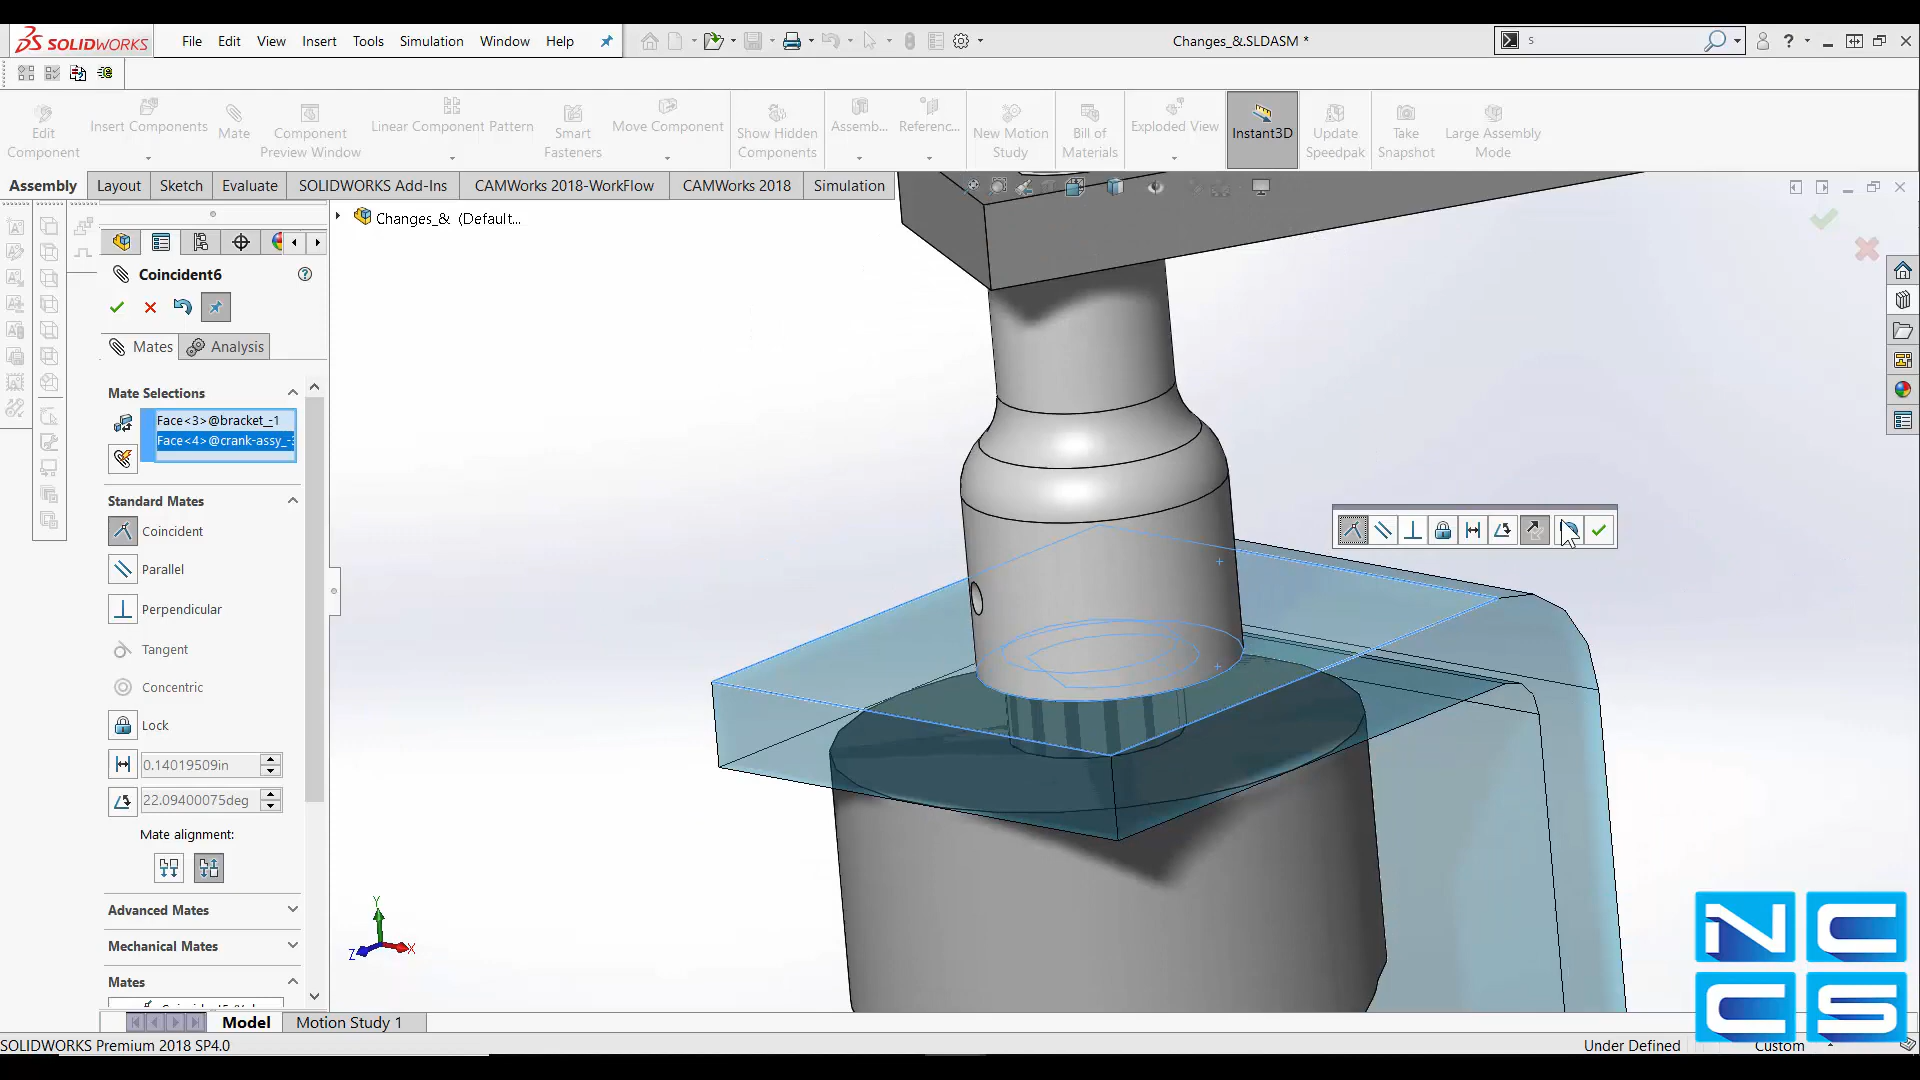 SOLIDWORKS
File Edit View Insert Tools Simulation Window Help
Changes_&.SLDASM *
s
Edit Component
Insert Components
Mate
Component Preview Window
Linear Component Pattern
Smart Fasteners
Move Component
Show Hidden Components
Assemb...
Referenc...
New Motion Study
Bill of Materials
Exploded View
Instant3D
Update Speedpak
Take Snapshot
Large Assembly Mode
Assembly Layout Sketch Evaluate SOLIDWORKS Add-Ins CAMWorks 2018-WorkFlow CAMWorks 2018 Simulation
Changes_& (Default...
Coincident6
Mates Analysis
Mate Selections
Face<3>@bracket_-1
Face<4>@crank-assy_-
Standard Mates
Coincident
Parallel
Perpendicular
Tangent
Concentric
Lock
0.14019509in
22.09400075deg
Mate alignment:
Advanced Mates
Mechanical Mates
Mates
Y
X
Z
Model Motion Study 1
SOLIDWORKS Premium 2018 SP4.0
Under Defined
Custom
N C
C S